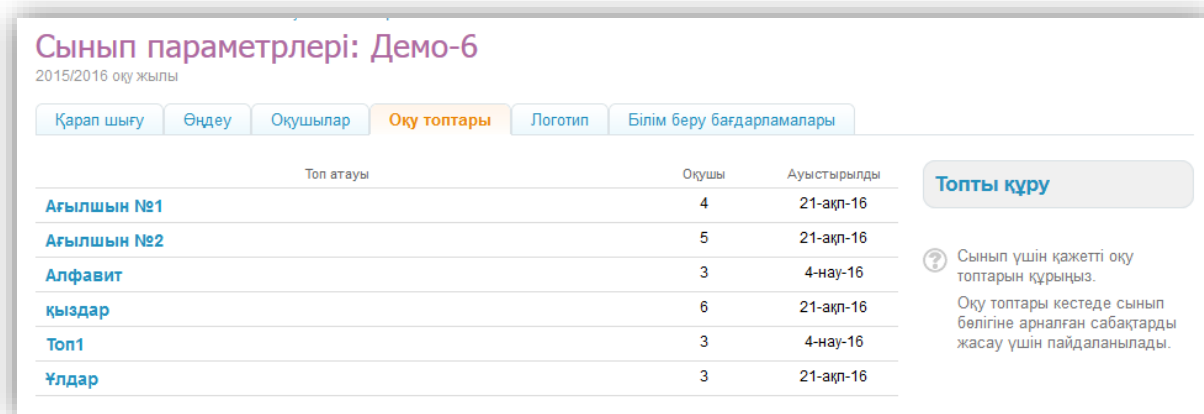 Сынып параметрлері: Демо-6
2015/2016 оқу жылы
Қарап шығу Өңдеу Оқушылар Оқу топтары Логотип Білім беру бағдарламалары
Топ атауы Оқушы Ауыстырылды
Ағылшын №1 4 21-ақп-16
Ағылшын №2 5 21-ақп-16
Алфавит 3 4-нау-16
қыздар 6 21-ақп-16
Топ1 3 4-нау-16
Ұлдар 3 21-ақп-16
Топты құру
Сынып үшін қажетті оқу
топтарын құрыңыз.
Оқу топтары кестеде сынып
бөлігіне арналған сабақтарды
жасау үшін пайдаланылады.